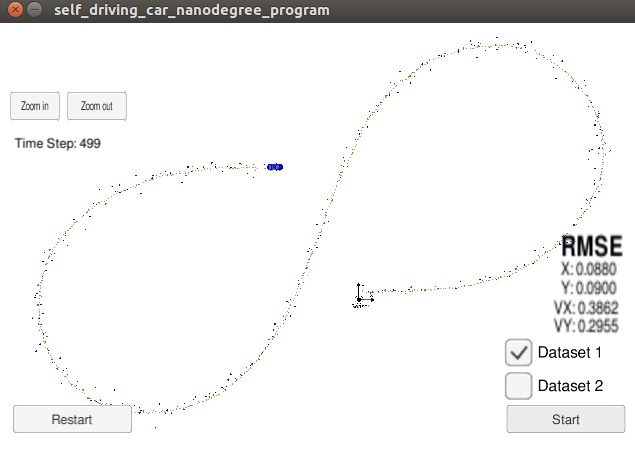 self_driving_car_nanodegree_program
Zoom in
Zoom out
Time Step: 499
RMSE
X: 0.0880
Y: 0.0900
VX: 0.3862
VY: 0.2955
Dataset 1
Dataset 2
Restart
Start